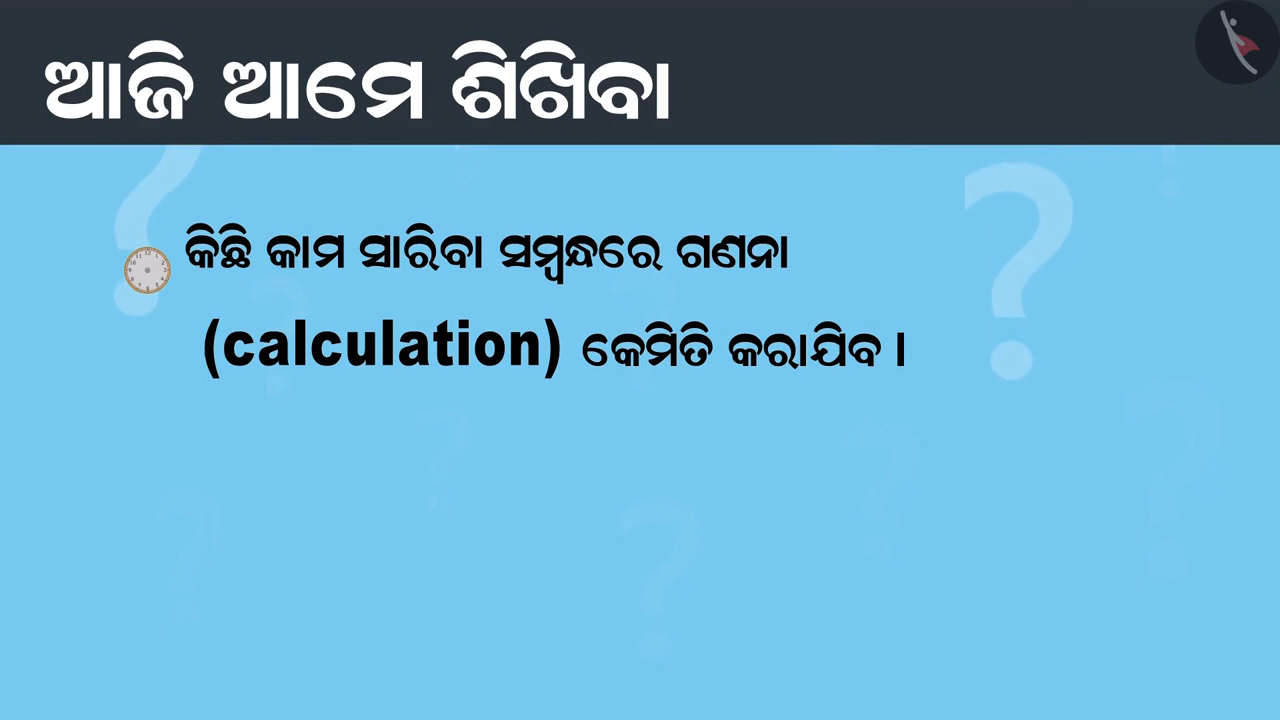 ଆଜି ଆମେ ଶିଖିବା
କିଛି କାମ ସାରିବା ସମ୍ବନ୍ଧରେ ଗଣନା
(calculation) କେମିତି କରାଯିବ ।